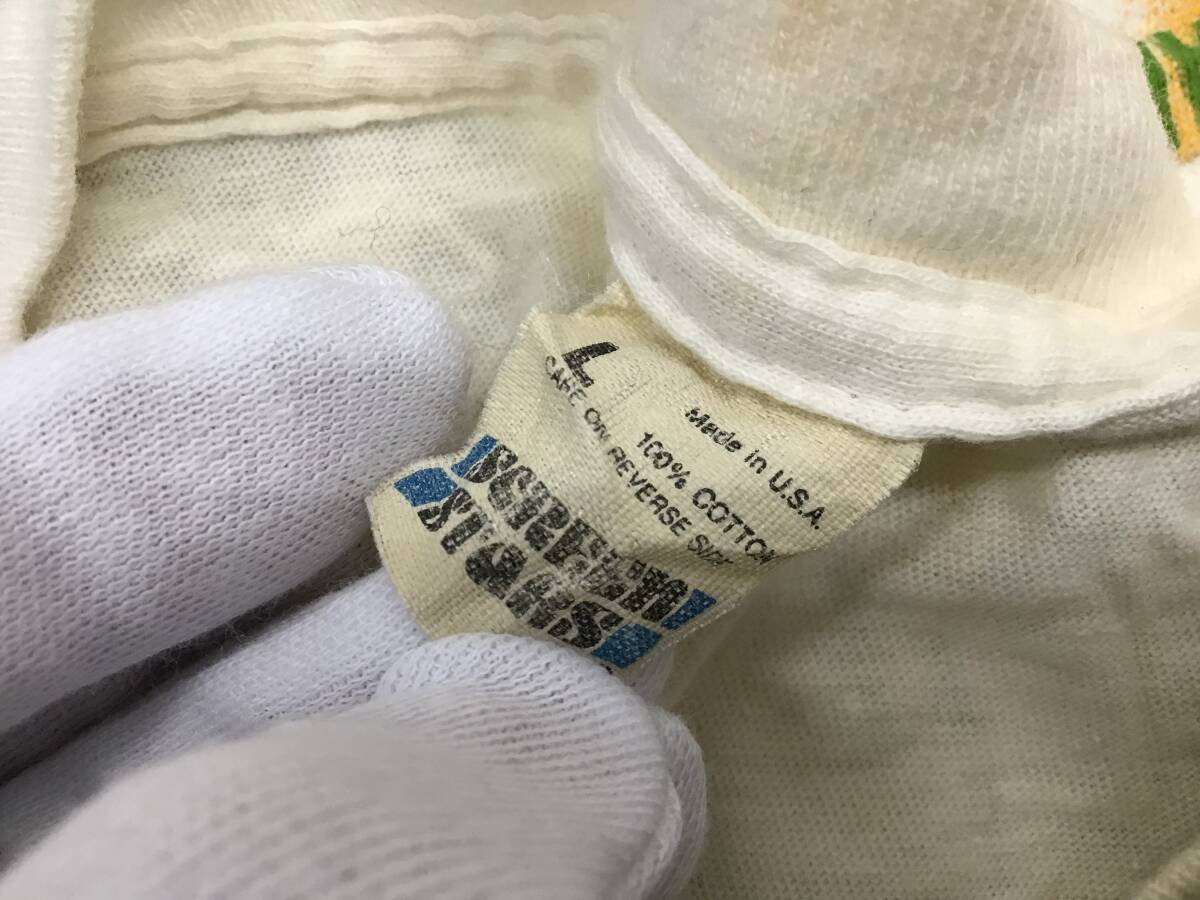 SCREEN
STARS
L
CARE ON REVERSE SIDE
100% COTTON
Made in U.S.A.